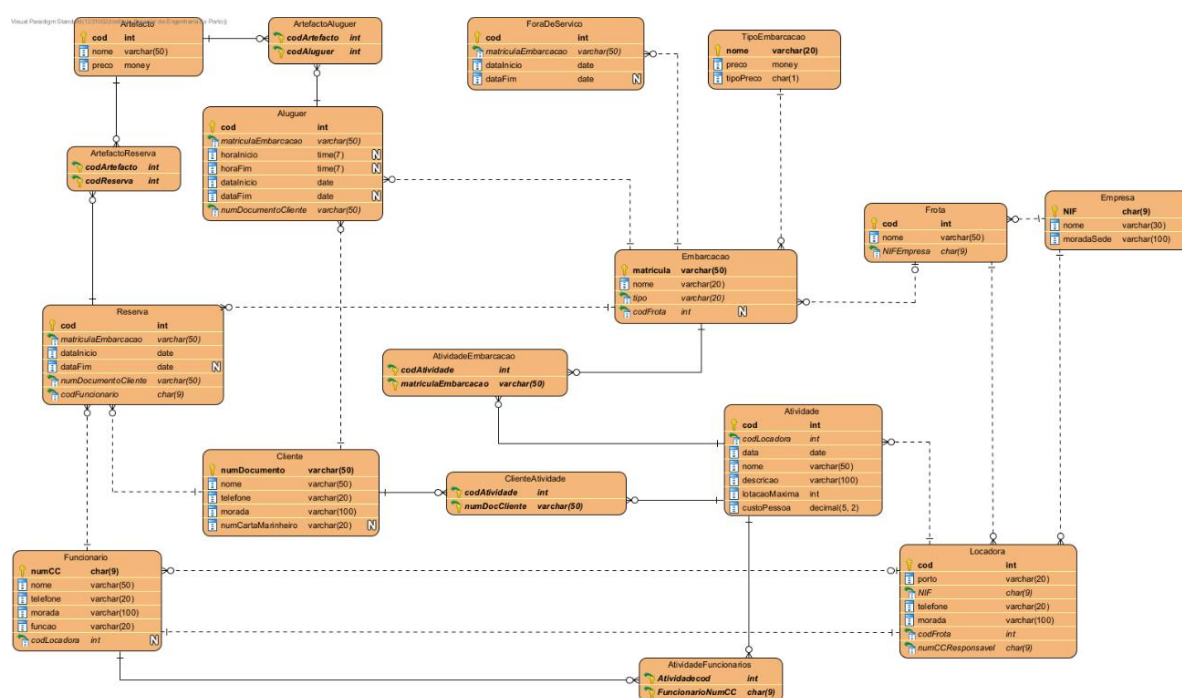 Visual Paradigm Standard
Artefacto
cod int
nome varchar(50)
preco money
ArtefactoAluguer
codArtefacto int
codAluguer int
ForaDeServico
cod int
matriculaEmbarcacao varchar(50)
dataInicio date
dataFim date N
TipoEmbarcacao
nome varchar(20)
preco money
tipoPreco char(1)
Aluguer
cod int
matriculaEmbarcacao varchar(50)
horaInicio time(7) N
horaFim time(7) N
dataInicio date
dataFim date N
numDocumentoCliente varchar(50)
ArtefactoReserva
codArtefacto int
codReserva int
Frota
cod int
nome varchar(50)
NIFEmpresa char(9)
Empresa
NIF char(9)
nome varchar(30)
moradaSede varchar(100)
Embarcacao
matricula varchar(50)
nome varchar(20)
tipo varchar(20)
codFrota int N
Reserva
cod int
matriculaEmbarcacao varchar(50)
dataInicio date
dataFim date N
numDocumentoCliente varchar(50)
codFuncionario char(9)
AtividadeEmbarcacao
codAtividade int
matriculaEmbarcacao varchar(50)
Atividade
cod int
codLocadora int
data date
nome varchar(50)
descricao varchar(100)
lotacaoMaxima int
custoPessoa decimal(5, 2)
Cliente
numDocumento varchar(50)
nome varchar(50)
telefone varchar(20)
morada varchar(100)
numCartaMarinheiro varchar(20) N
ClienteAtividade
codAtividade int
numDocCliente varchar(50)
Funcionario
numCC char(9)
nome varchar(50)
telefone varchar(20)
morada varchar(100)
funcao varchar(20)
codLocadora int N
Locadora
cod int
porto varchar(20)
NIF char(9)
telefone varchar(20)
morada varchar(100)
codFrota int
numCCResponsavel char(9)
AtividadeFuncionarios
Atividadecod int
FuncionarioNumCC char(9)